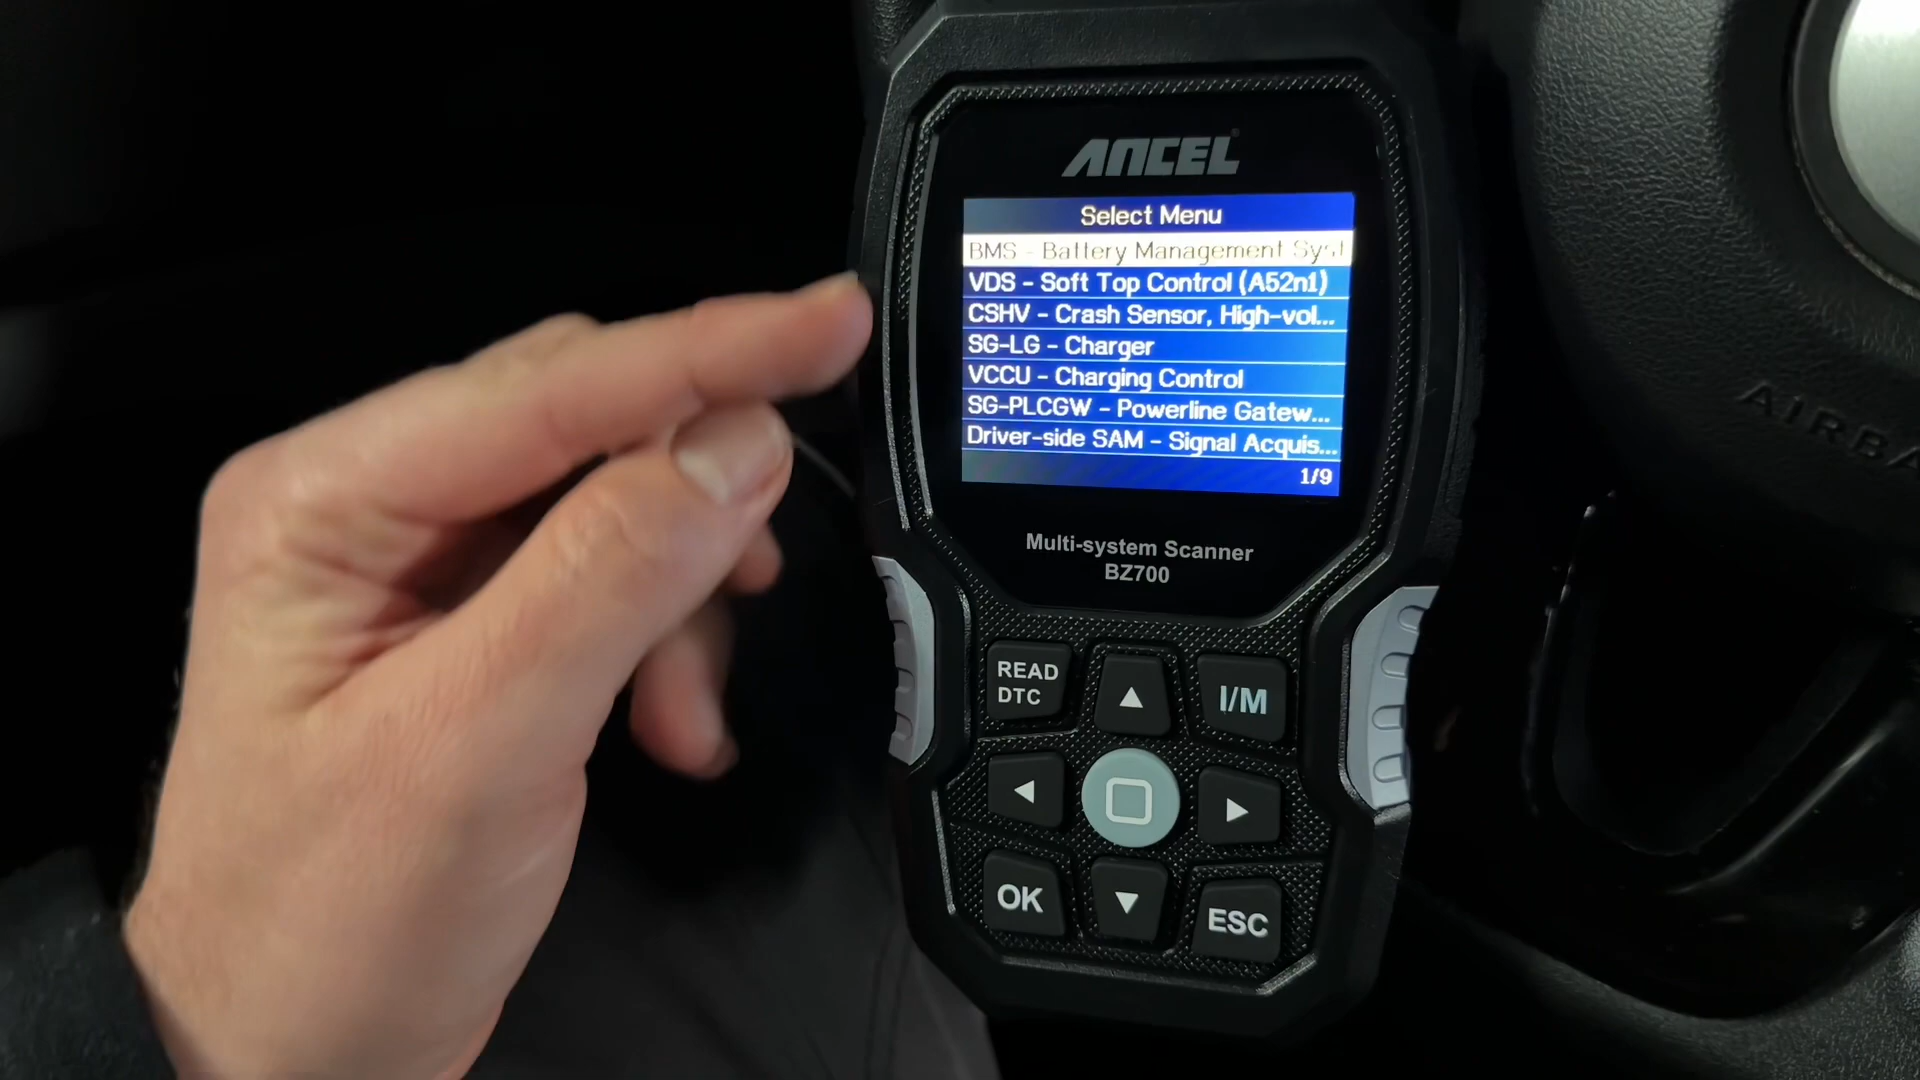 ANCEL
Select Menu
BMS - Battery Management Syst
VDS - Soft Top Control (A52n1)
CSHV - Crash Sensor, High-vol...
SG-LG - Charger
VCCU - Charging Control
SG-PLCGW - Powerline Gatew...
Driver-side SAM - Signal Acquis...
1/9
Multi-system Scanner
BZ700
READ
DTC
I/M
OK
ESC
AIRBA